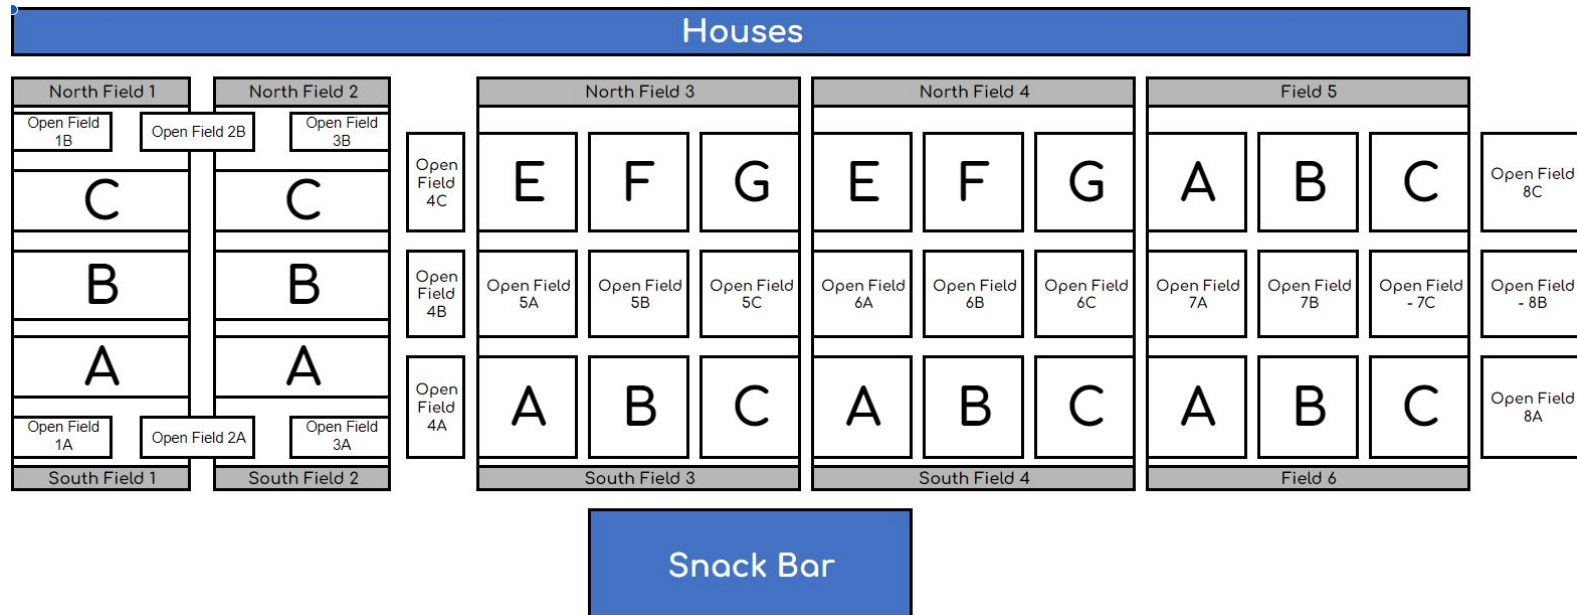 Houses
North Field 1
North Field 2
North Field 3
North Field 4
Field 5
Open Field
1B
Open Field 2B
Open Field
3B
C
C
Open
Field
4C
E
F
G
E
F
G
A
B
C
Open Field
8C
B
B
Open
Field
4B
Open Field
5A
Open Field
5B
Open Field
5C
Open Field
6A
Open Field
6B
Open Field
6C
Open Field
7A
Open Field
7B
Open Field
- 7C
Open Field
- 8B
A
A
Open
Field
4A
A
B
C
A
B
C
A
B
C
Open Field
8A
Open Field
1A
Open Field 2A
Open Field
3A
South Field 1
South Field 2
South Field 3
South Field 4
Field 6
Snack Bar